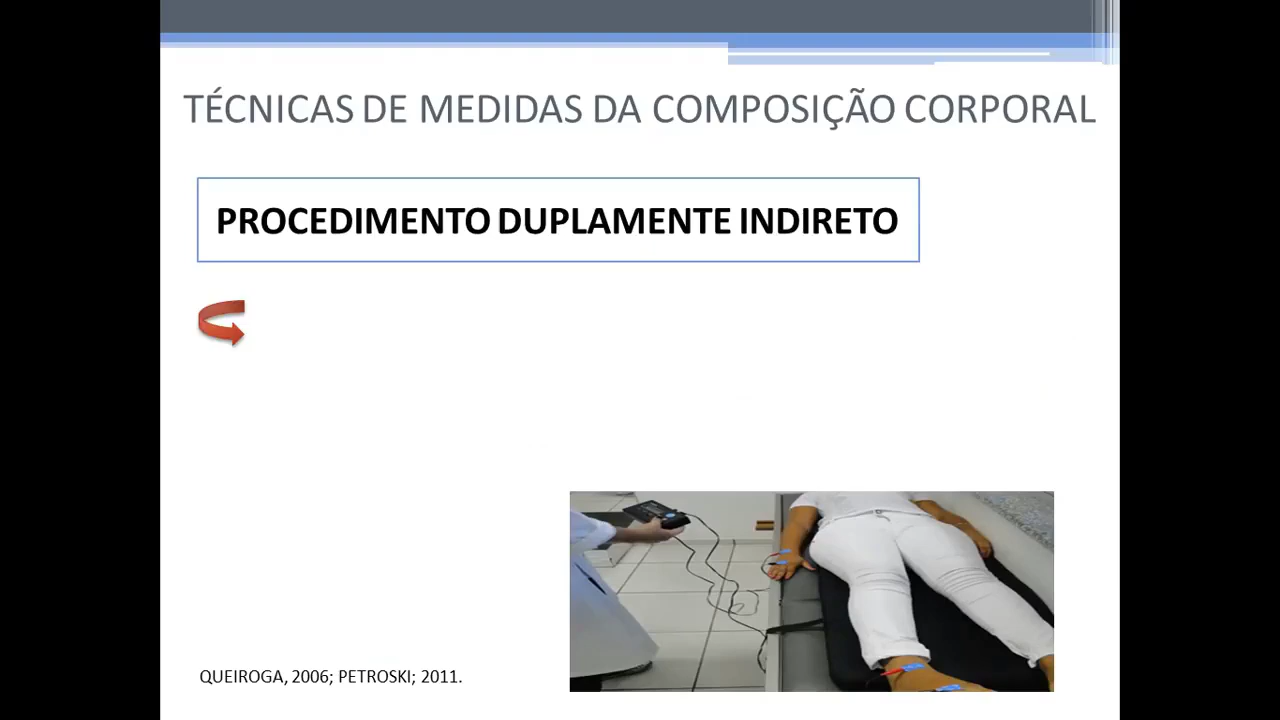 TÉCNICAS DE MEDIDAS DA COMPOSIÇÃO CORPORAL
PROCEDIMENTO DUPLAMENTE INDIRETO
QUEIROGA, 2006; PETROSKI; 2011.